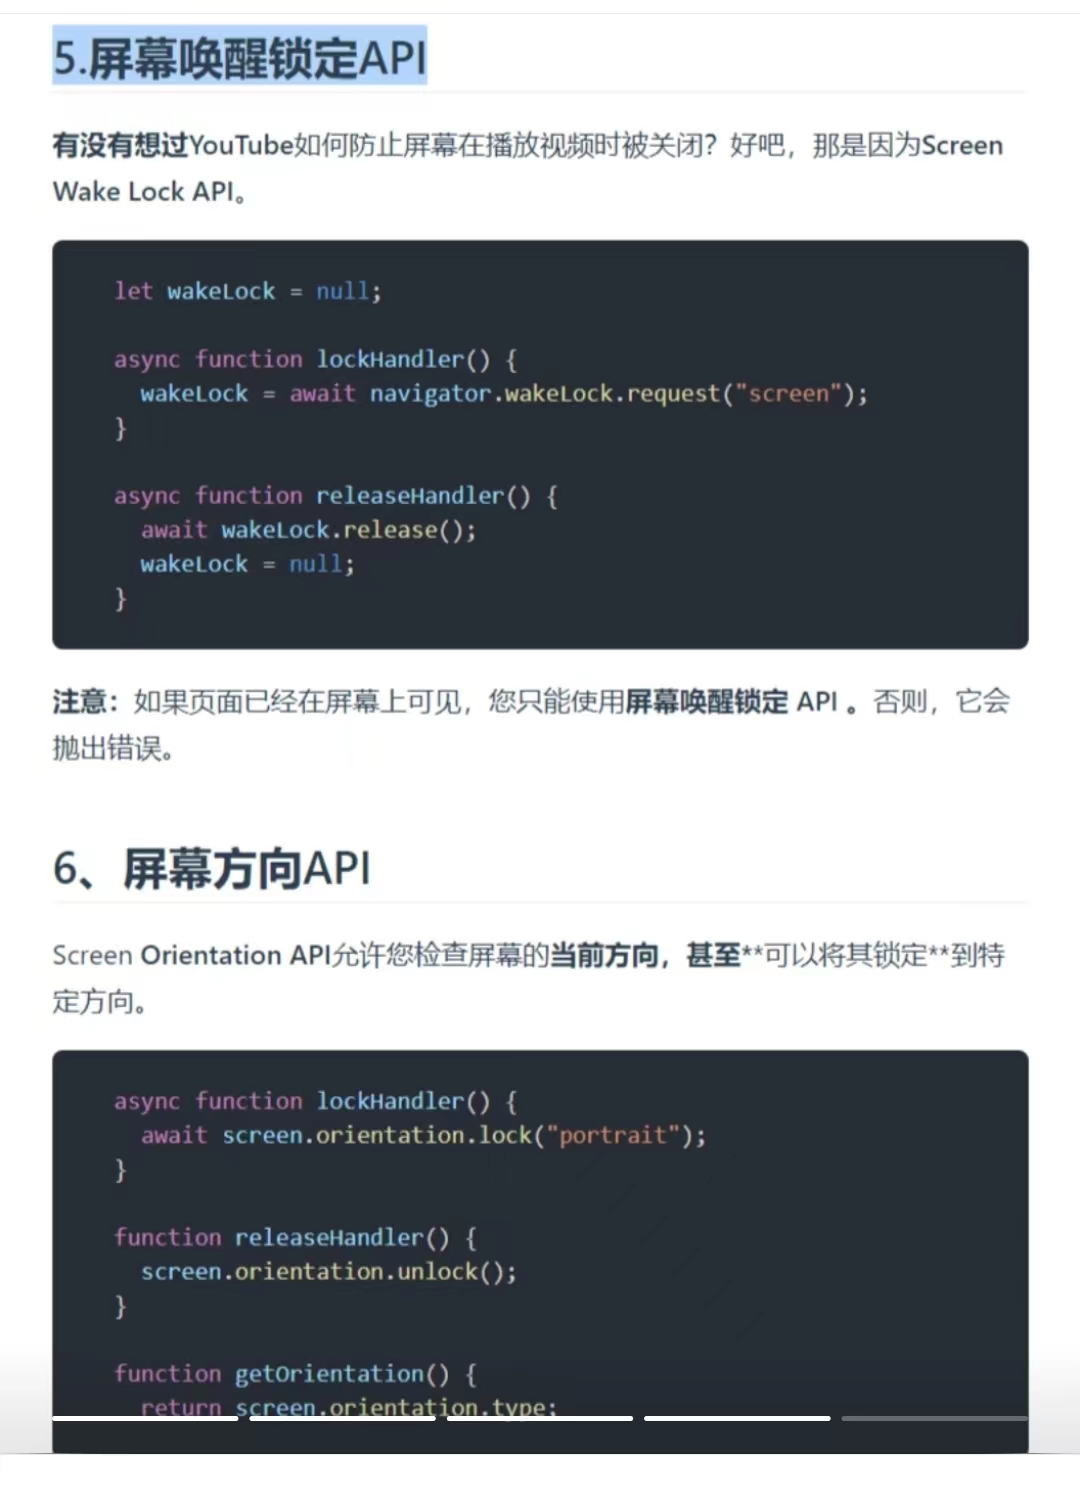 5.屏幕唤醒锁定API
有没有想过YouTube如何防止屏幕在播放视频时被关闭？好吧，那是因为Screen
Wake Lock API。
let wakeLock = null;
async function lockHandler() {
wakeLock = await navigator.wakeLock.request("screen");
}
async function releaseHandler() {
await wakeLock.release();
wakeLock = null;
}
注意：如果页面已经在屏幕上可见，您只能使用屏幕唤醒锁定 API 。否则，它会
抛出错误。
6、屏幕方向API
Screen Orientation API允许您检查屏幕的当前方向，甚至**可以将其锁定**到特
定方向。
async function lockHandler() {
await screen.orientation.lock("portrait");
}
function releaseHandler() {
screen.orientation.unlock();
}
function getOrientation() {
return screen.orientation.type;